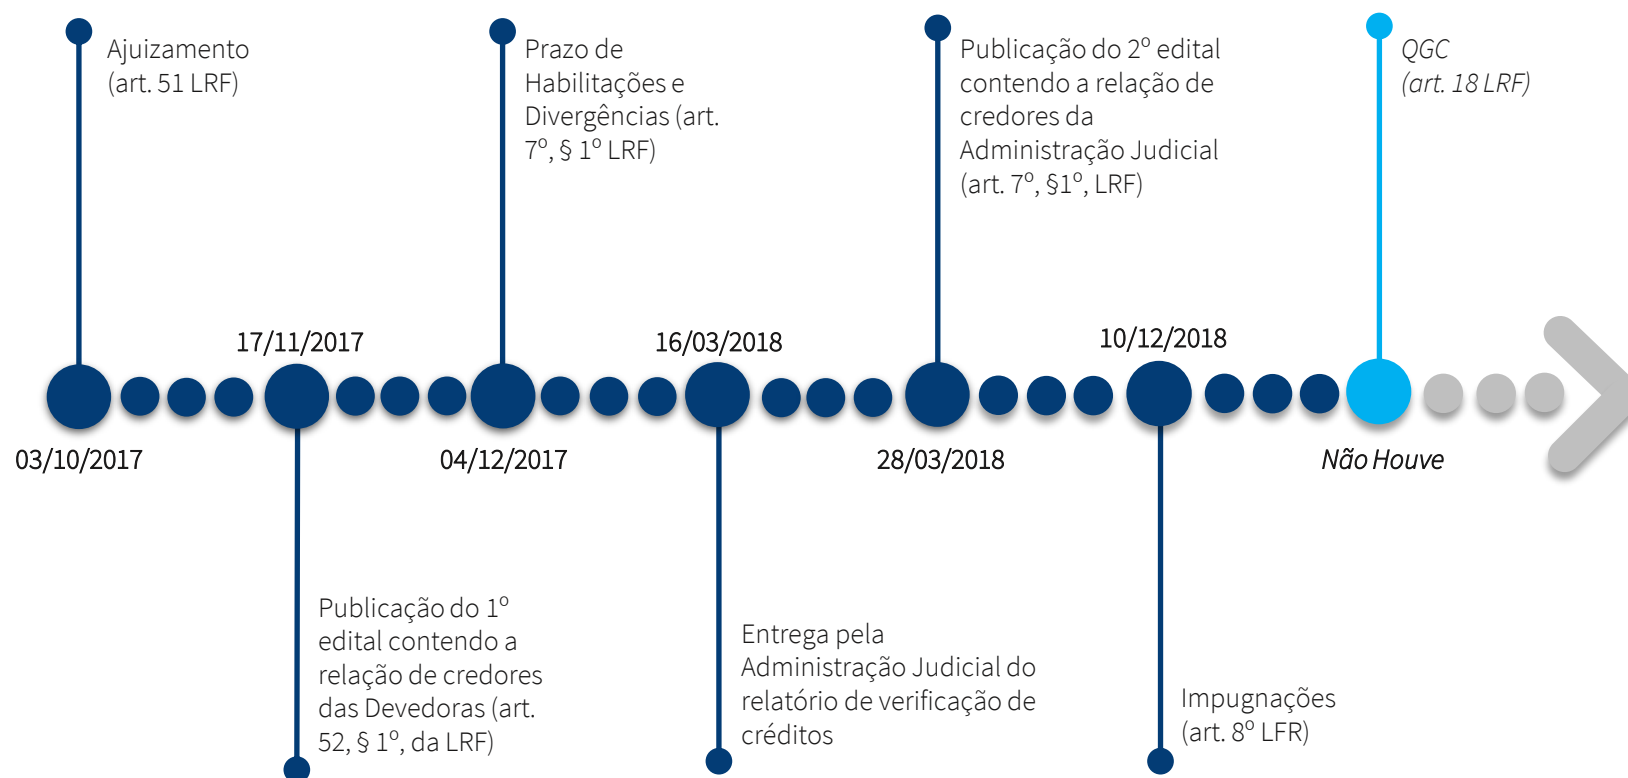 Ajuizamento
(art. 51 LRF)
Prazo de
Habilitações e
Divergências (art.
7º, § 1º LRF)
Publicação do 2º edital
contendo a relação de
credores da
Administração Judicial
(art. 7º, §1º, LRF)
QGC
(art. 18 LRF)
17/11/2017
16/03/2018
10/12/2018
03/10/2017
04/12/2017
28/03/2018
Não Houve
Publicação do 1º
edital contendo a
relação de credores
das Devedoras (art.
52, § 1º, da LRF)
Entrega pela
Administração Judicial do
relatório de verificação de
créditos
Impugnações
(art. 8º LFR)